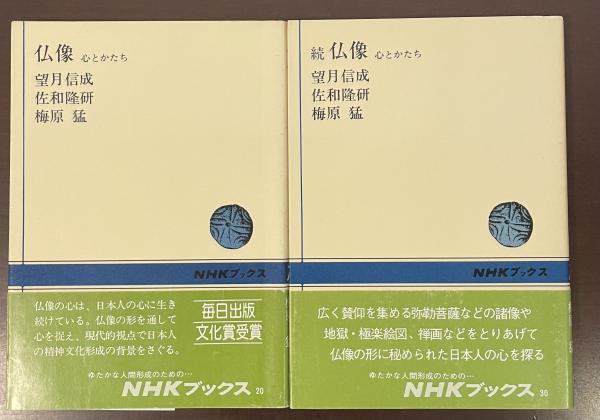 仏像 心とかたち
望月信成
佐和隆研
梅原 猛
NHKブックス
仏像の心は、日本人の心に生き
続けている。仏像の形を通して
心を捉え、現代的視点で日本人
の精神文化形成の背景をさぐる。
毎日出版
文化賞受賞
ゆたかな人間形成のための…
NHKブックス 20
続 仏像 心とかたち
望月信成
佐和隆研
梅原 猛
NHKブックス
広く賛仰を集める弥勒菩薩などの諸像や
地獄・極楽絵図、禅画などをとりあげて
仏像の形に秘められた日本人の心を探る
ゆたかな人間形成のための…
NHKブックス 30